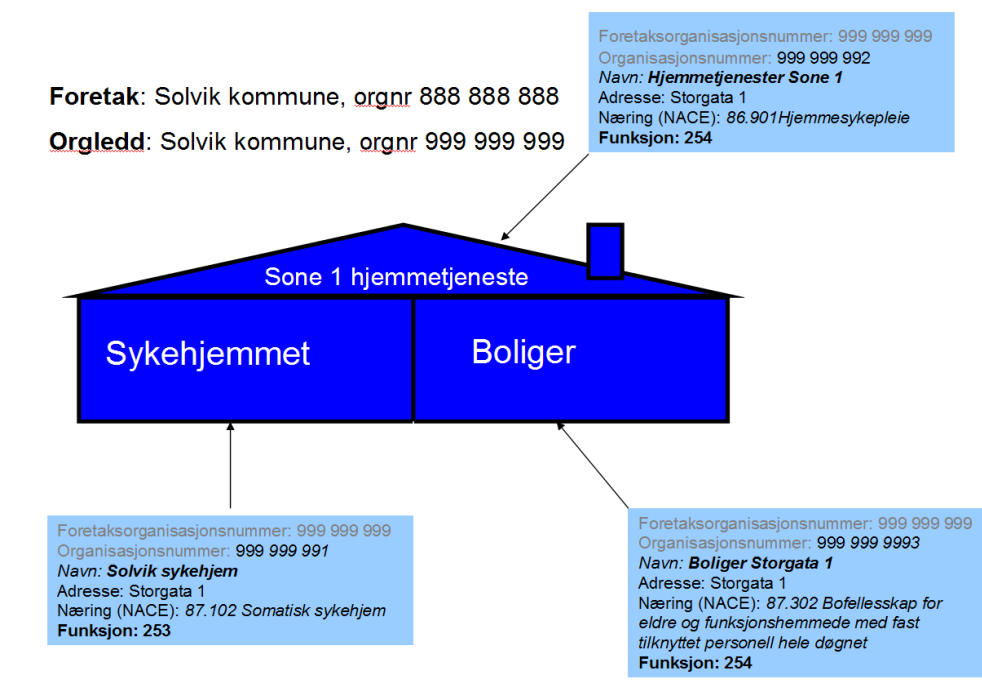 Foretaksorganisasjonsnummer: 999 999 999
Organisasjonsnummer: 999 999 992
Navn: Hjemmetjenester Sone 1
Adresse: Storgata 1
Næring (NACE): 86.901Hjemmesykepleie
Funksjon: 254
Foretak: Solvik kommune, orgnr 888 888 888
Orgledd: Solvik kommune, orgnr 999 999 999
Sone 1 hjemmetjeneste
Sykehjemmet
Boliger
Foretaksorganisasjonsnummer: 999 999 999
Organisasjonsnummer: 999 999 991
Navn: Solvik sykehjem
Adresse: Storgata 1
Næring (NACE): 87.102 Somatisk sykehjem
Funksjon: 253
Foretaksorganisasjonsnummer: 999 999 999
Organisasjonsnummer: 999 999 9993
Navn: Boliger Storgata 1
Adresse: Storgata 1
Næring (NACE): 87.302 Bofellesskap for
eldre og funksjonshemmede med fast
tilknyttet personell hele døgnet
Funksjon: 254